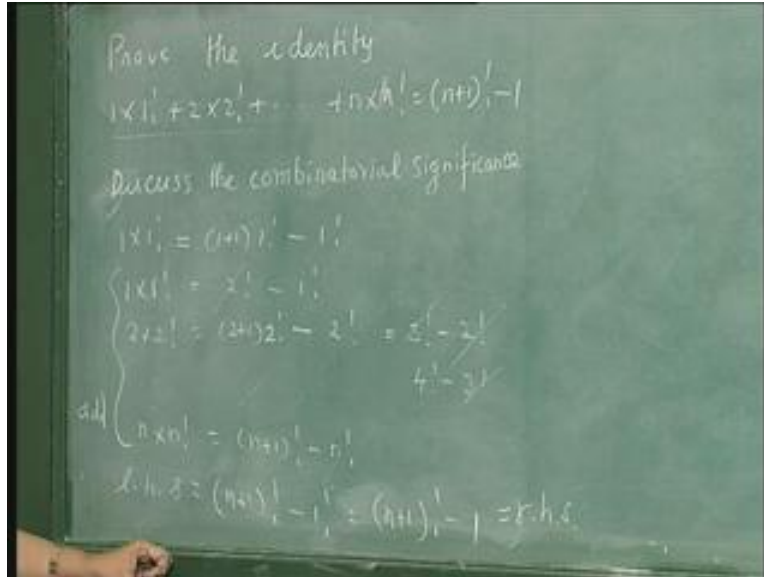 Prove the identity
1×1! + 2×2! + ... + n×n! = (n+1)! - 1
Discuss the combinatorial significance
1×1! = (1+1) 1! - 1!
1×1! = 2! - 1!
2×2! = (2+1) 2! - 2! = 3! - 2!
4! - 3!
add
n×n! = (n+1)! - n!
l.h.s = (n+1)! - 1! = (n+1)! - 1 = r.h.s.